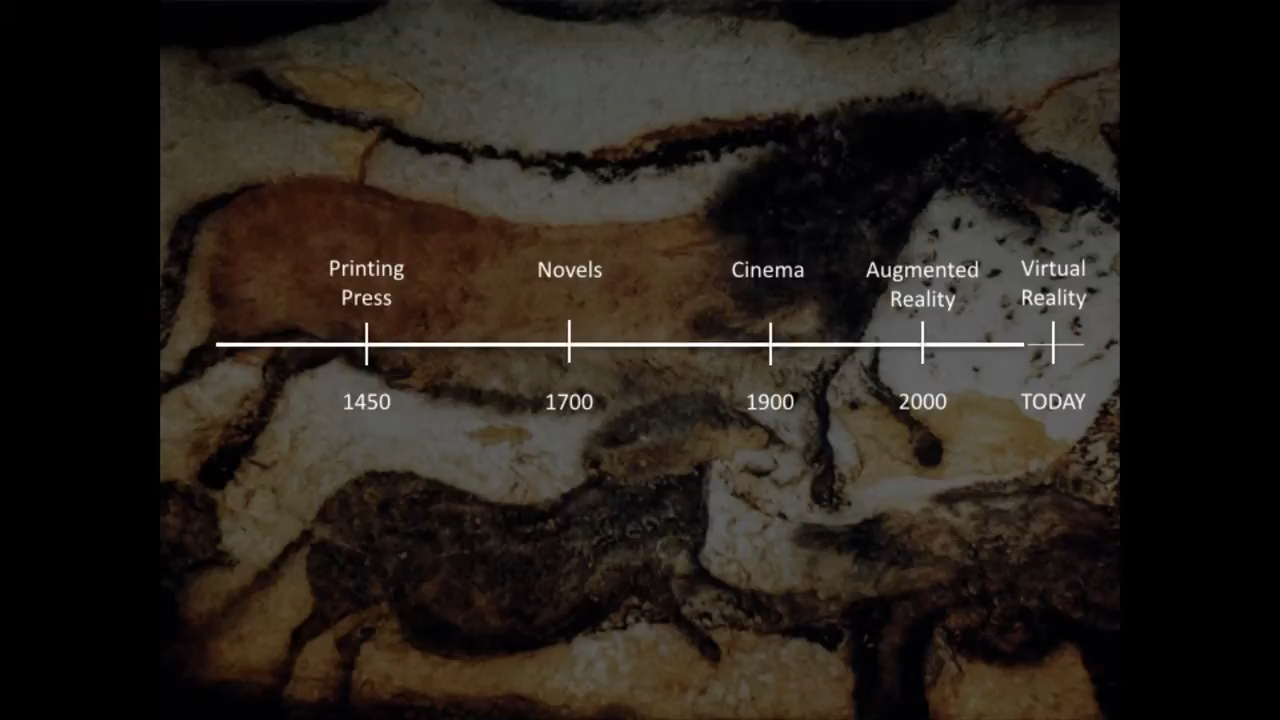 Printing
Press
Novels
Cinema
Augmented
Reality
Virtual
Reality
1450
1700
1900
2000
TODAY